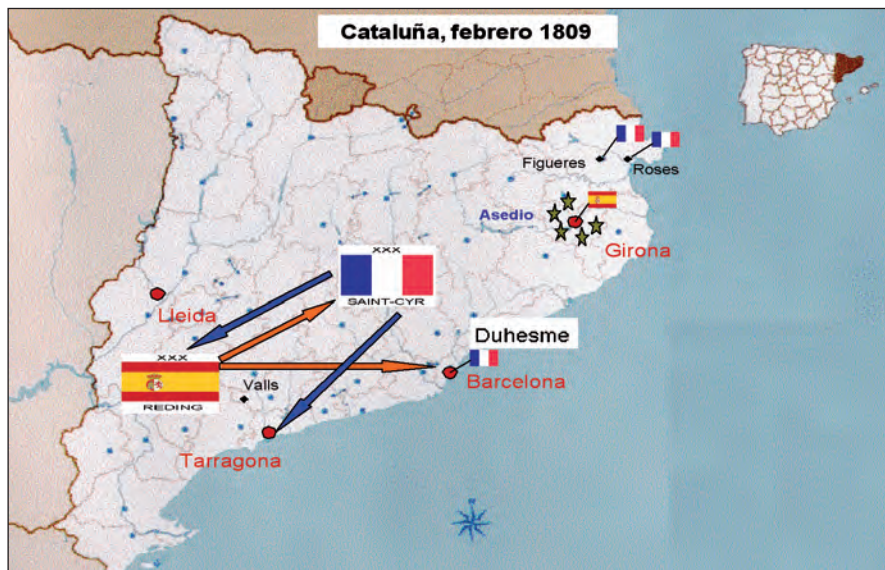 Cataluña, febrero 1809
Figueres
Roses
Asedio
Girona
XXX
SAINT-CYR
Lleida
Duhesme
XXX
REDING
Valls
Barcelona
Tarragona